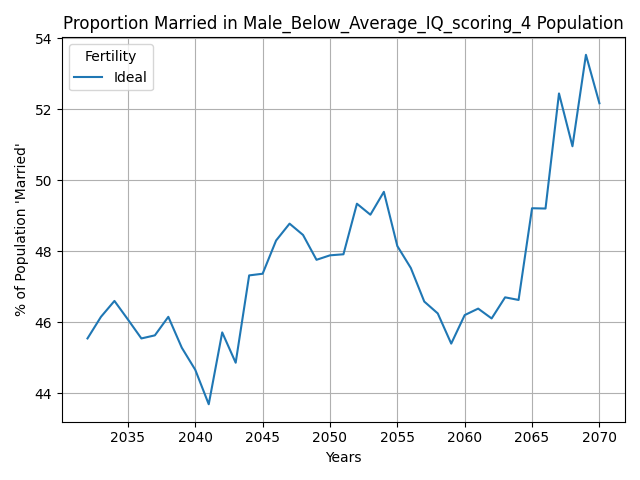 Proportion Married in Male_Below_Average_IQ_scoring_4 Population
Fertility
Ideal
% of Population 'Married'
54
52
50
48
46
44
2035 2040 2045 2050 2055 2060 2065 2070
Years